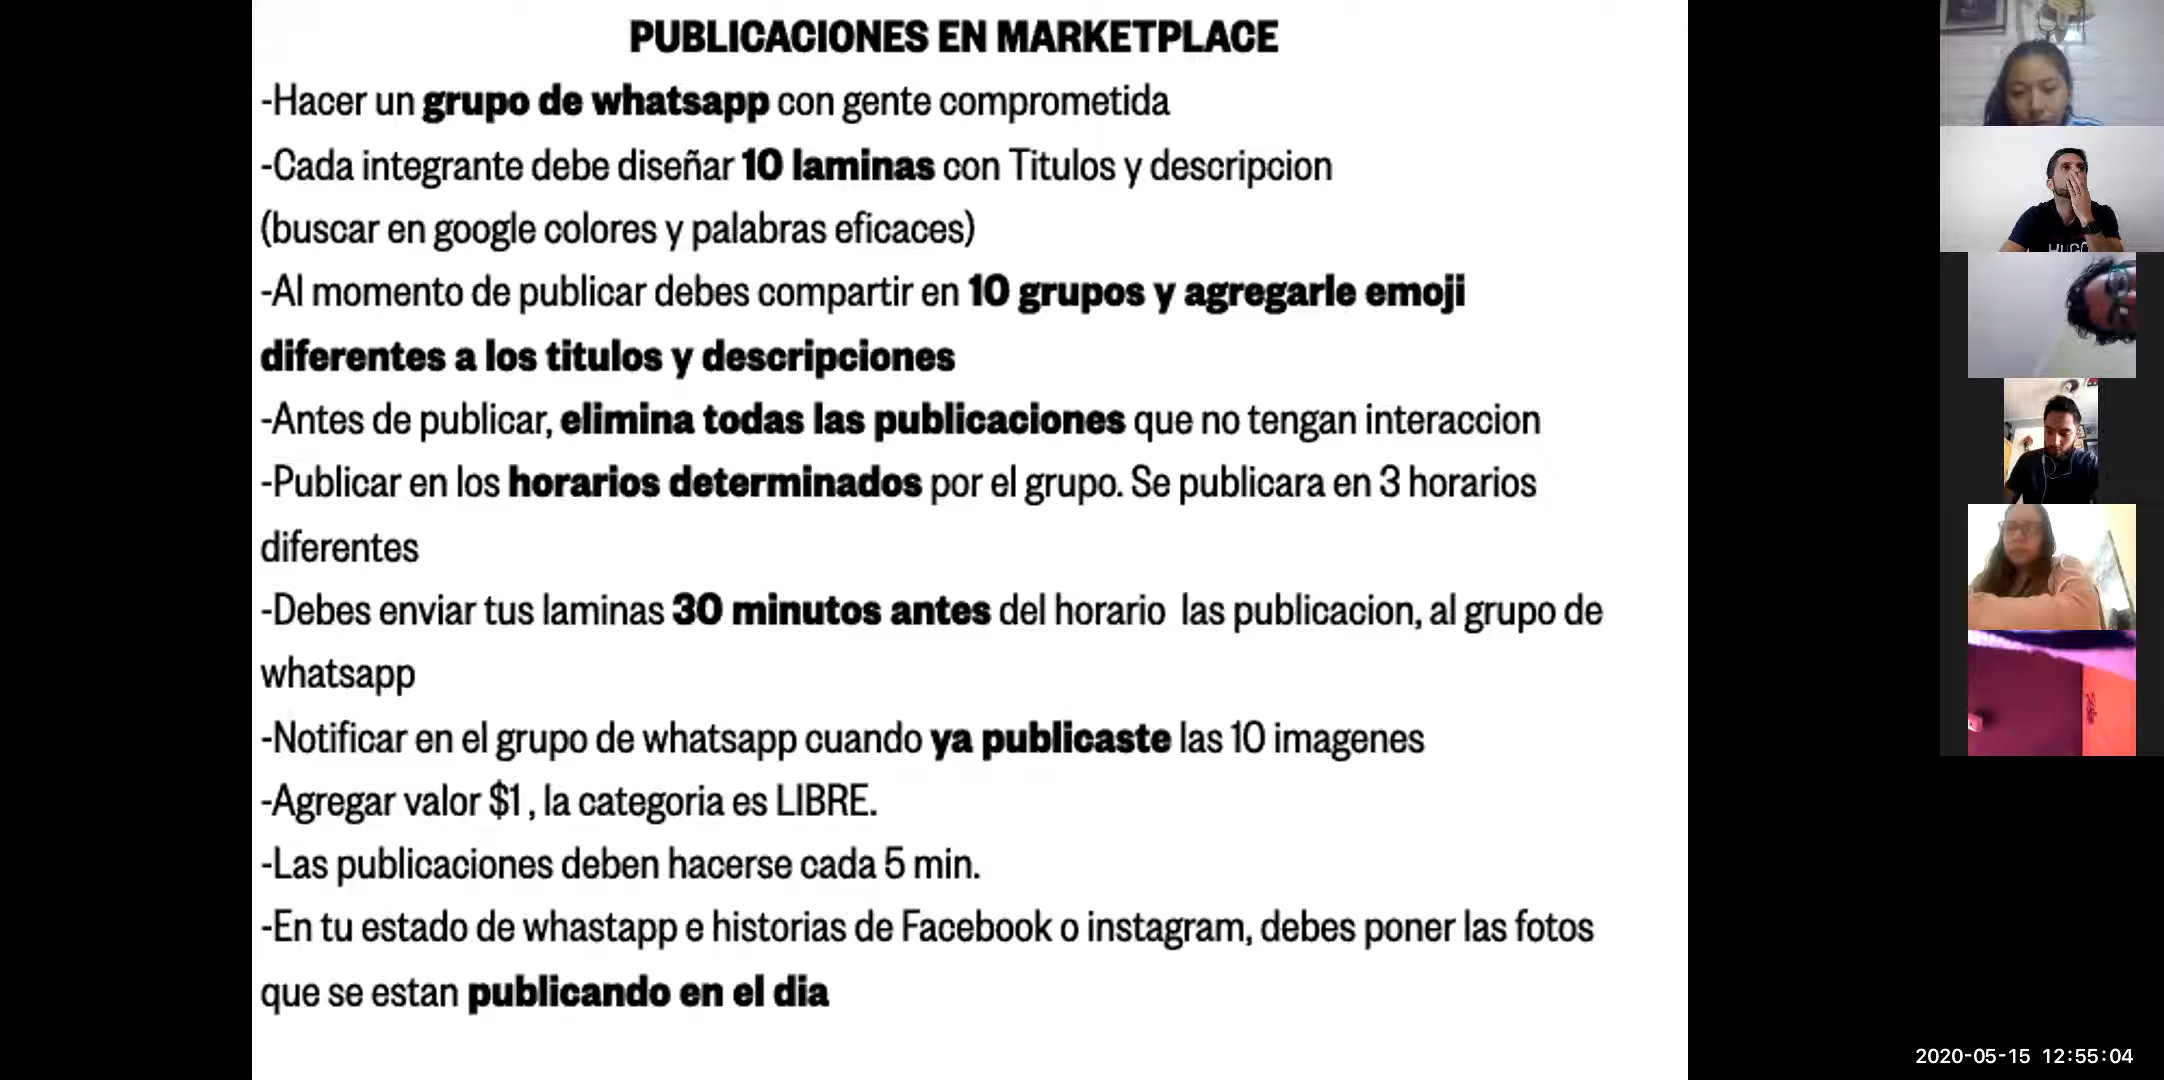 PUBLICACIONES EN MARKETPLACE
-Hacer un grupo de whatsapp con gente comprometida
-Cada integrante debe diseñar 10 laminas con Titulos y descripcion
(buscar en google colores y palabras eficaces)
-Al momento de publicar debes compartir en 10 grupos y agregarle emoji
diferentes a los titulos y descripciones
-Antes de publicar, elimina todas las publicaciones que no tengan interaccion
-Publicar en los horarios determinados por el grupo. Se publicara en 3 horarios
diferentes
-Debes enviar tus laminas 30 minutos antes del horario las publicacion, al grupo de
whatsapp
-Notificar en el grupo de whatsapp cuando ya publicaste las 10 imagenes
-Agregar valor $1 , la categoria es LIBRE.
-Las publicaciones deben hacerse cada 5 min.
-En tu estado de whastapp e historias de Facebook o instagram, debes poner las fotos
que se estan publicando en el dia
2020-05-15 12:55:04